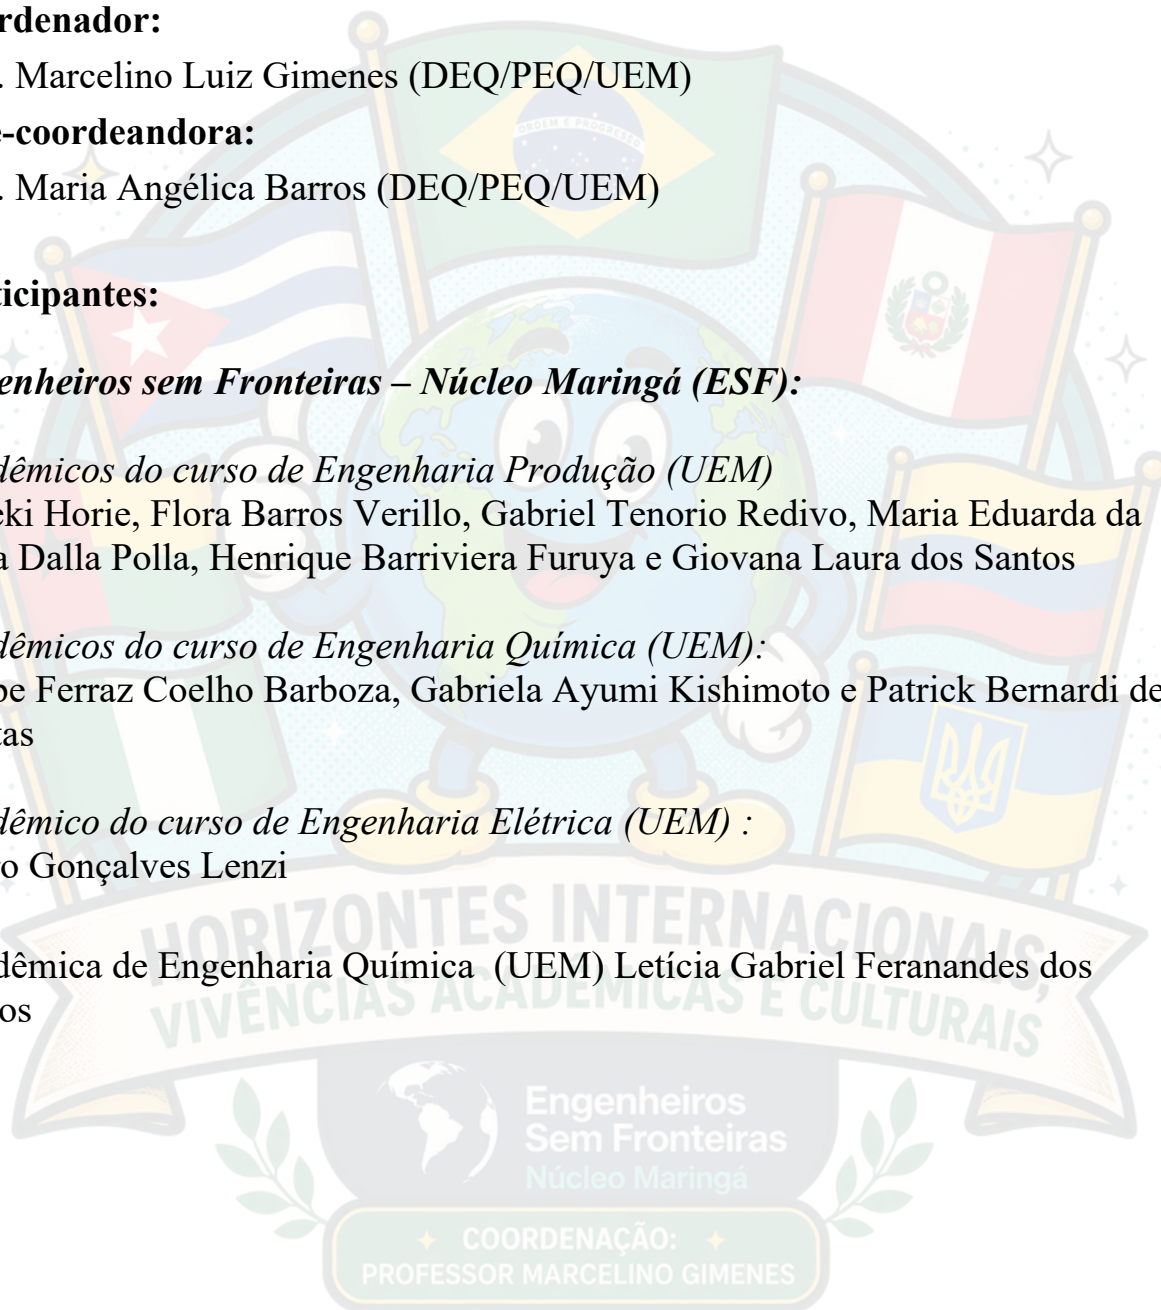 rdenador:
. Marcelino Luiz Gimenes (DEQ/PEQ/UEM)
e-coordeandora:
. Maria Angélica Barros (DEQ/PEQ/UEM)
ticipantes:
enheiros sem Fronteiras – Núcleo Maringá (ESF):
dêmicos do curso de Engenharia Produção (UEM)
eki Horie, Flora Barros Verillo, Gabriel Tenorio Redivo, Maria Eduarda da
a Dalla Polla, Henrique Barriviera Furuya e Giovana Laura dos Santos
dêmicos do curso de Engenharia Química (UEM):
pe Ferraz Coelho Barboza, Gabriela Ayumi Kishimoto e Patrick Bernardi de
tas
dêmico do curso de Engenharia Elétrica (UEM) :
ro Gonçalves Lenzi
dêmica de Engenharia Química (UEM) Letícia Gabriel Feranandes dos
os
ORDEM E PROGRESSO
HORIZONTES INTERNACIONAIS,
VIVÊNCIAS ACADÊMICAS E CULTURAIS
Engenheiros
Sem Fronteiras
Núcleo Maringá
COORDENAÇÃO:
PROFESSOR MARCELINO GIMENES